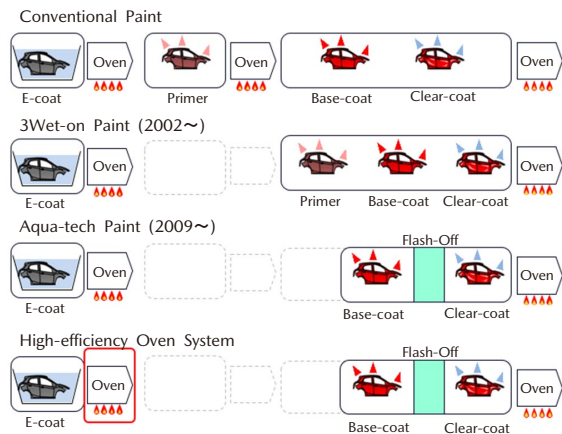 Conventional Paint
Oven
Oven
Oven
E-coat
Primer
Base-coat
Clear-coat
3Wet-on Paint (2002～)
Oven
Oven
E-coat
Primer
Base-coat
Clear-coat
Aqua-tech Paint (2009～)
Flash-Off
Oven
Oven
E-coat
Base-coat
Clear-coat
High-efficiency Oven System
Flash-Off
Oven
Oven
E-coat
Base-coat
Clear-coat